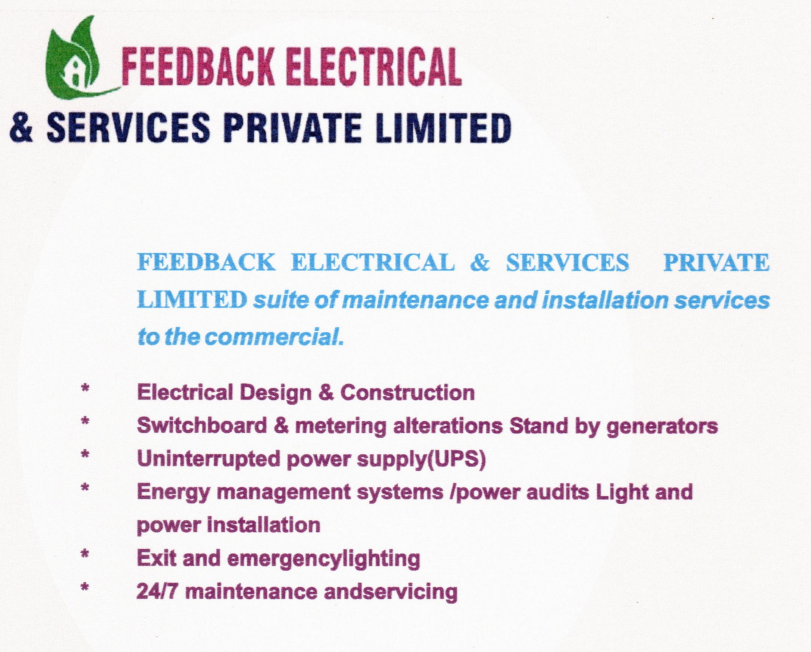 FEEDBACK ELECTRICAL
& SERVICES PRIVATE LIMITED
FEEDBACK ELECTRICAL & SERVICES PRIVATE
LIMITED suite of maintenance and installation services
to the commercial.
* Electrical Design & Construction
* Switchboard & metering alterations Stand by generators
* Uninterrupted power supply(UPS)
* Energy management systems /power audits Light and
power installation
* Exit and emergencylighting
* 24/7 maintenance andservicing